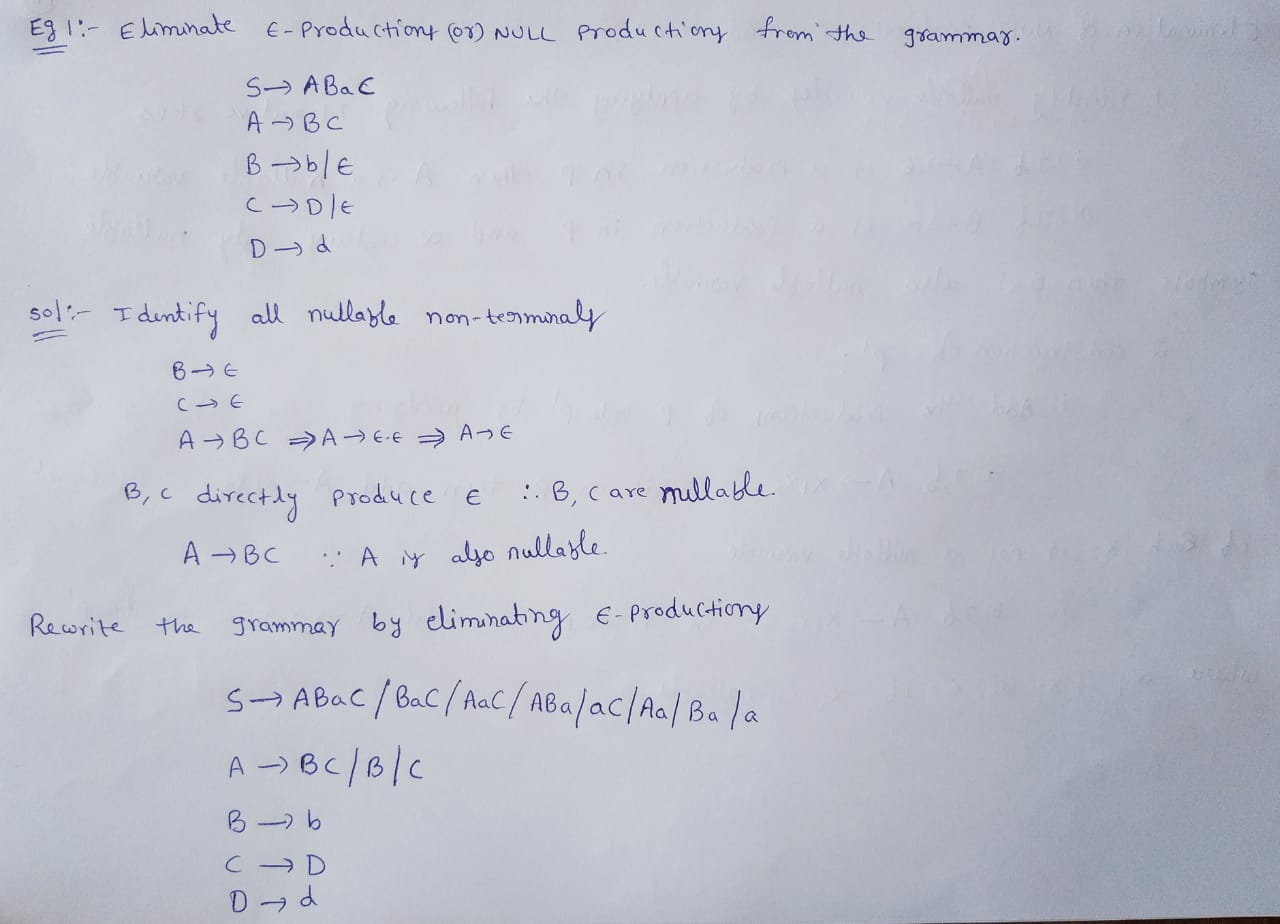 Eg 1:- Eliminate ϵ-Productions (or) NULL Productions from the grammar.
S → ABaC
A → BC
B → b/ϵ
C → D/ϵ
D → d
Sol:- Identify all nullable non-terminals
B → ϵ
C → ϵ
A → BC ⇒ A → ϵ.ϵ ⇒ A → ϵ
B, C directly produce ϵ ∴ B, C are nullable.
A → BC ∵ A is also nullable.
Rewrite the grammar by eliminating ϵ-Productions
S → ABaC / BaC / AaC / ABa / aC / Aa / Ba / a
A → BC / B / C
B → b
C → D
D → d